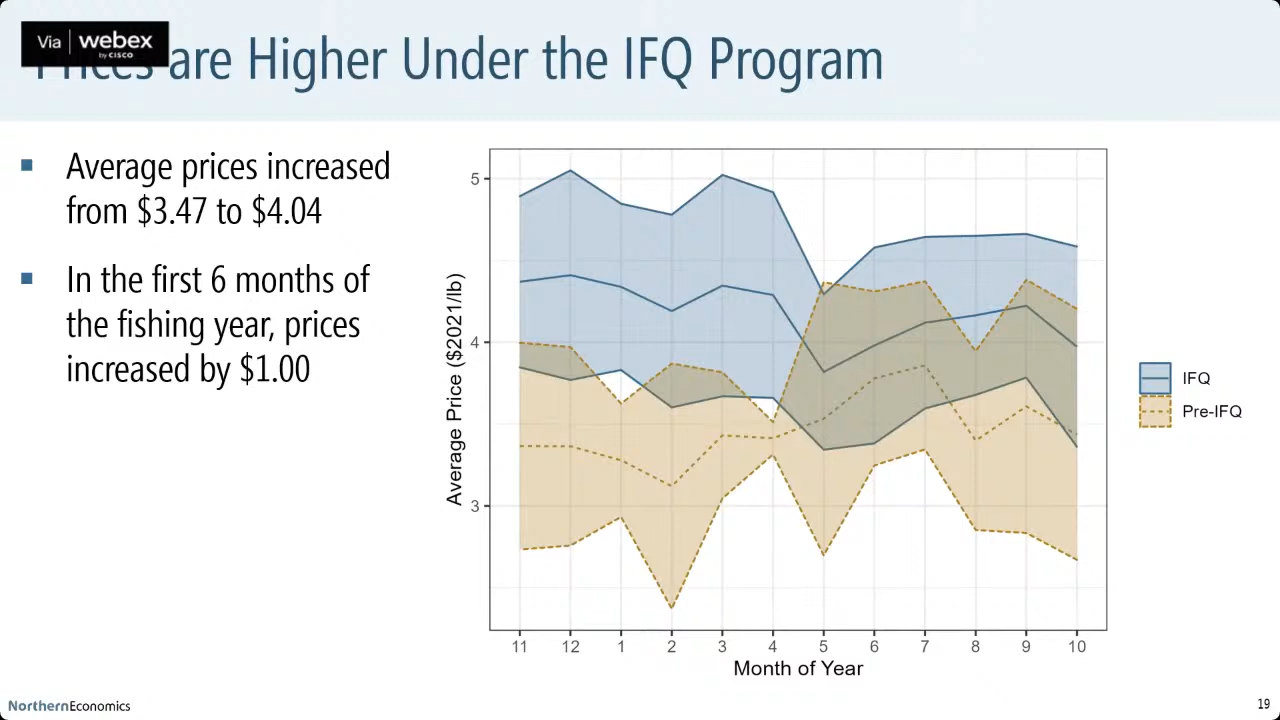 Via webex
by CISCO
are Higher Under the IFQ Program
▪ Average prices increased
from $3.47 to $4.04
▪ In the first 6 months of
the fishing year, prices
increased by $1.00
Average Price ($2021/lb)
5
4
3
11 12 1 2 3 4 5 6 7 8 9 10
Month of Year
IFQ
Pre-IFQ
NorthernEconomics
19